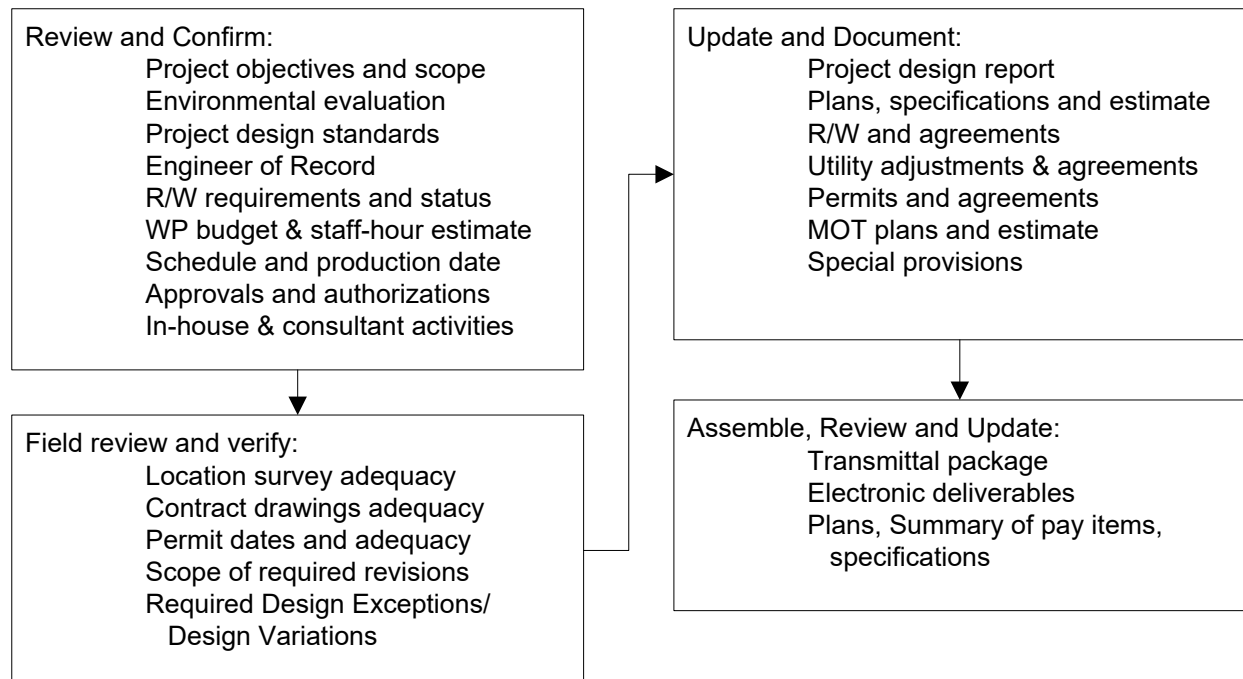 Review and Confirm:
Project objectives and scope
Environmental evaluation
Project design standards
Engineer of Record
R/W requirements and status
WP budget & staff-hour estimate
Schedule and production date
Approvals and authorizations
In-house & consultant activities
Field review and verify:
Location survey adequacy
Contract drawings adequacy
Permit dates and adequacy
Scope of required revisions
Required Design Exceptions/
Design Variations
Update and Document:
Project design report
Plans, specifications and estimate
R/W and agreements
Utility adjustments & agreements
Permits and agreements
MOT plans and estimate
Special provisions
Assemble, Review and Update:
Transmittal package
Electronic deliverables
Plans, Summary of pay items,
specifications